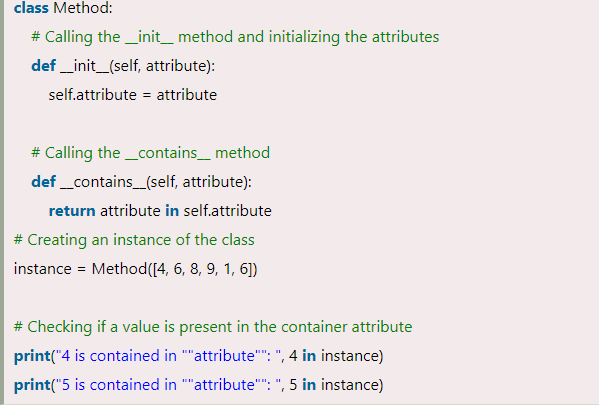 class Method:
# Calling the __init__ method and initializing the attributes
def __init__(self, attribute):
self.attribute = attribute
# Calling the __contains__ method
def __contains__(self, attribute):
return attribute in self.attribute
# Creating an instance of the class
instance = Method([4, 6, 8, 9, 1, 6])
# Checking if a value is present in the container attribute
print("4 is contained in ""attribute"": ", 4 in instance)
print("5 is contained in ""attribute"": ", 5 in instance)